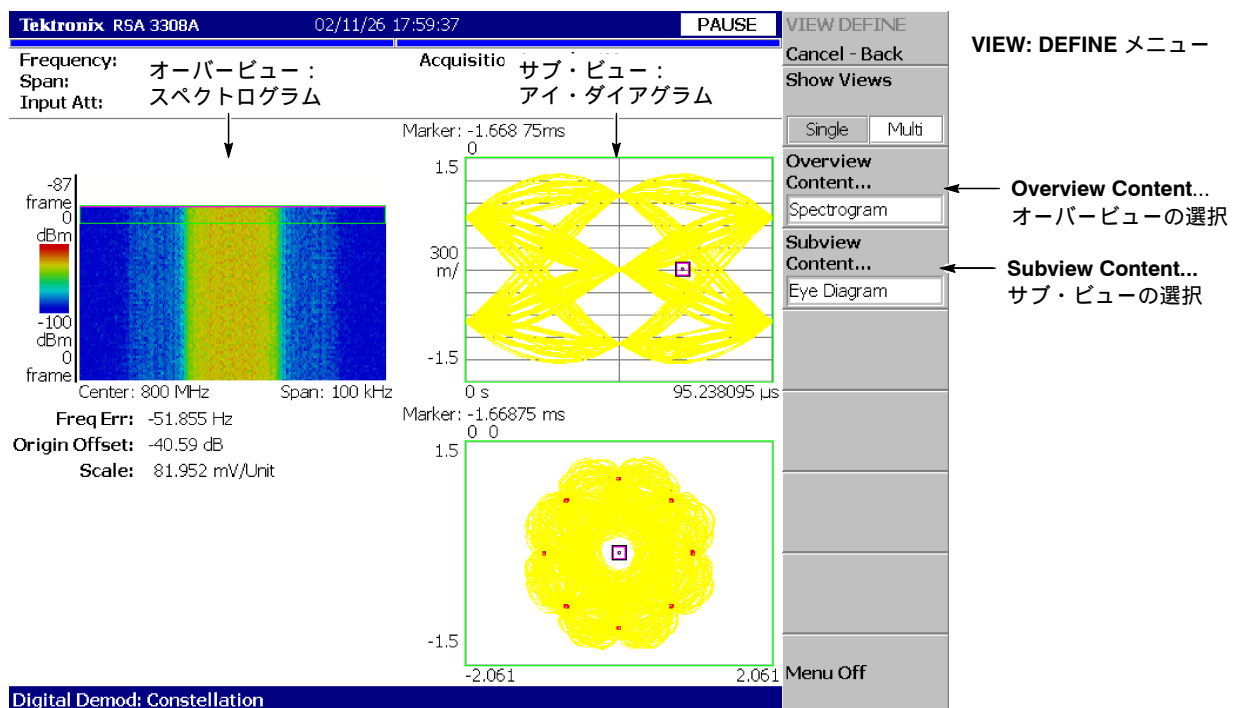 Tektronix RSA 3308A 02/11/26 17:59:37 PAUSE
VIEW DEFINE
Cancel - Back
VIEW: DEFINE メニュー
Frequency:
Span:
Input Att:
オーバービュー：
スペクトログラム
Acquisitio
サブ・ビュー：
アイ・ダイアグラム
Show Views
Single Multi
Overview
Content...
Spectrogram
Overview Content...
オーバービューの選択
Subview
Content...
Eye Diagram
Subview Content...
サブ・ビューの選択
-87
frame
0
dBm
-100
dBm
0
frame
Center: 800 MHz Span: 100 kHz
Marker: -1.668 75ms
0
1.5
300
m/
-1.5
0 s 95.238095 µs
Freq Err: -51.855 Hz
Origin Offset: -40.59 dB
Scale: 81.952 mV/Unit
Marker: -1.66875 ms
0 0
1.5
-1.5
-2.061 2.061
Menu Off
Digital Demod: Constellation